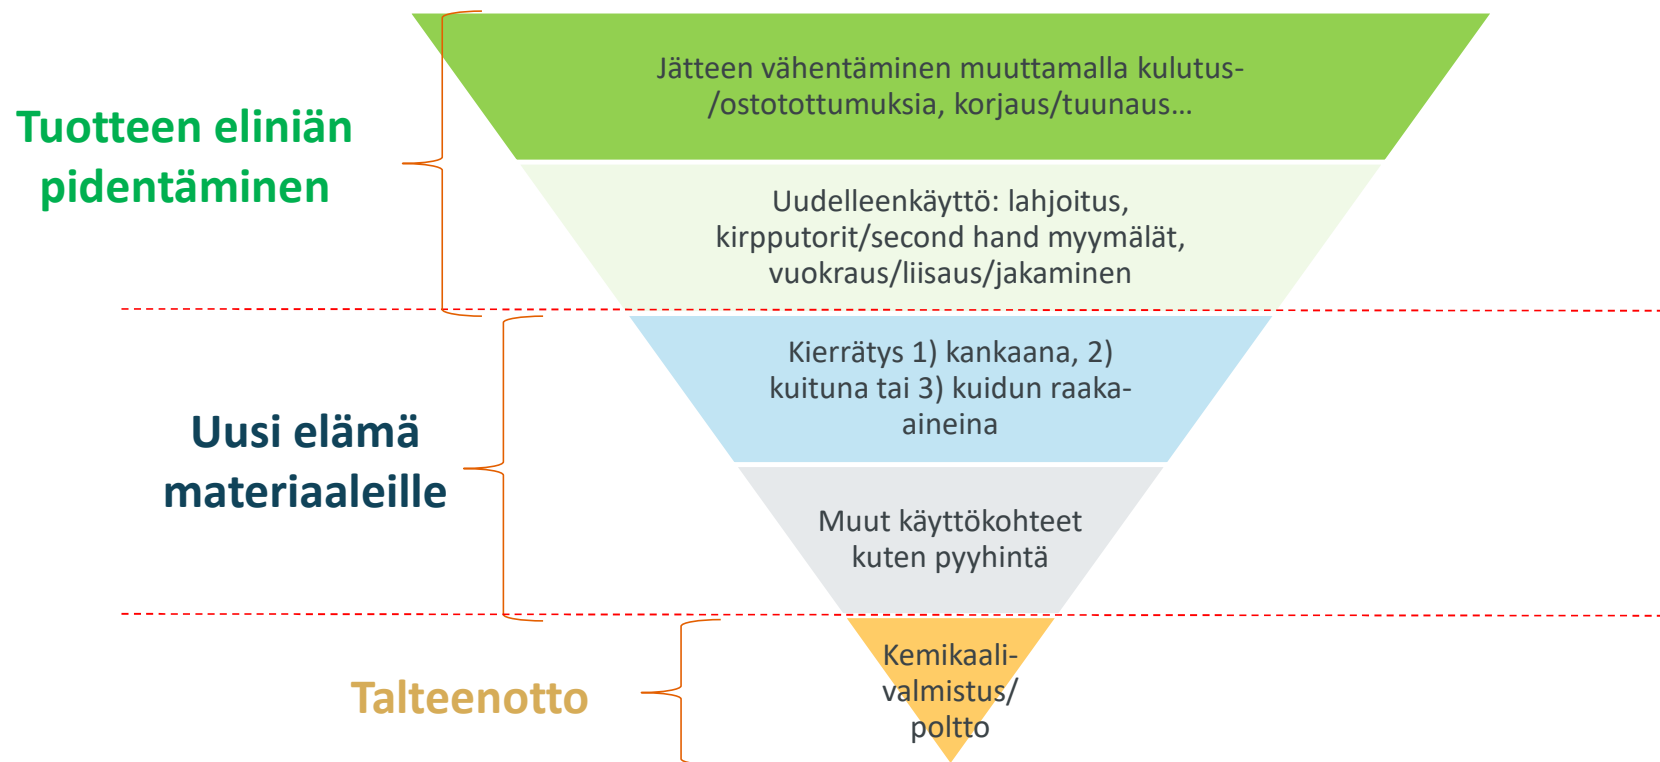 Jätteen vähentäminen muuttamalla kulutus-
/ostotottumuksia, korjaus/tuunaus...
Tuotteen eliniän
pidentäminen
Uudelleenkäyttö: lahjoitus,
kirpputorit/second hand myymälät,
vuokraus/liisaus/jakaminen
Kierrätys 1) kankaana, 2)
kuituna tai 3) kuidun raaka-
aineina
Uusi elämä
materiaaleille
Muut käyttökohteet
kuten pyyhintä
Kemikaali-
valmistus/
poltto
Talteenotto